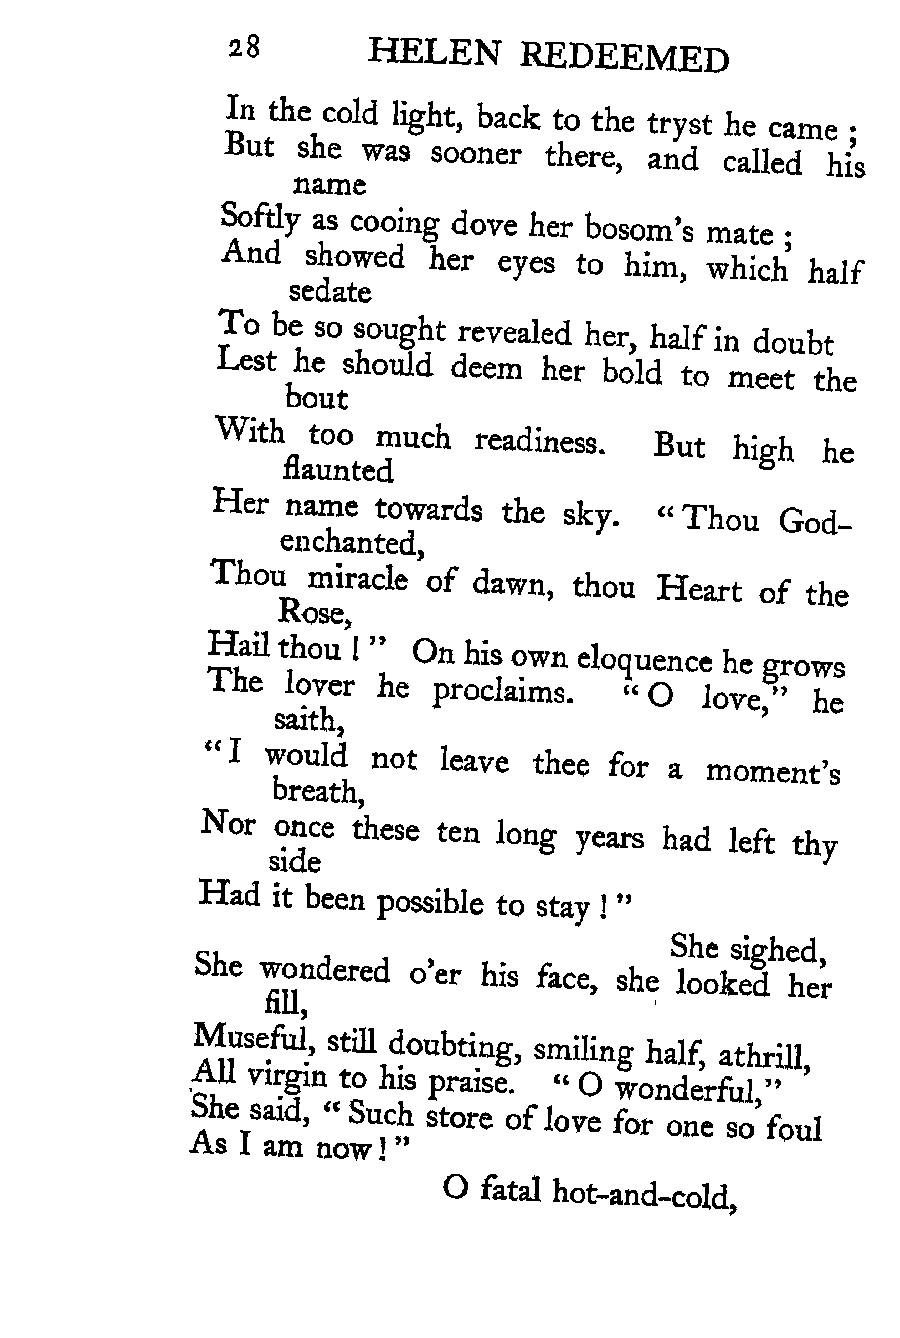 28 HELEN REDEEMED
In the cold light, back to the tryst he came ;
But she was sooner there, and called his
name
Softly as cooing dove her bosom's mate ;
And showed her eyes to him, which half
sedate
To be so sought revealed her, half in doubt
Lest he should deem her bold to meet the
bout
With too much readiness. But high he
flaunted
Her name towards the sky. “ Thou God-
enchanted,
Thou miracle of dawn, thou Heart of the
Rose,
Hail thou ! ” On his own eloquence he grows
The lover he proclaims. “ O love,” he
saith,
“ I would not leave thee for a moment's
breath,
Nor once these ten long years had left thy
side
Had it been possible to stay ! ”
She sighed,
She wondered o'er his face, she looked her
fill,
Museful, still doubting, smiling half, athrill,
All virgin to his praise. “ O wonderful,”
She said, “ Such store of love for one so foul
As I am now ! ”
O fatal hot-and-cold,